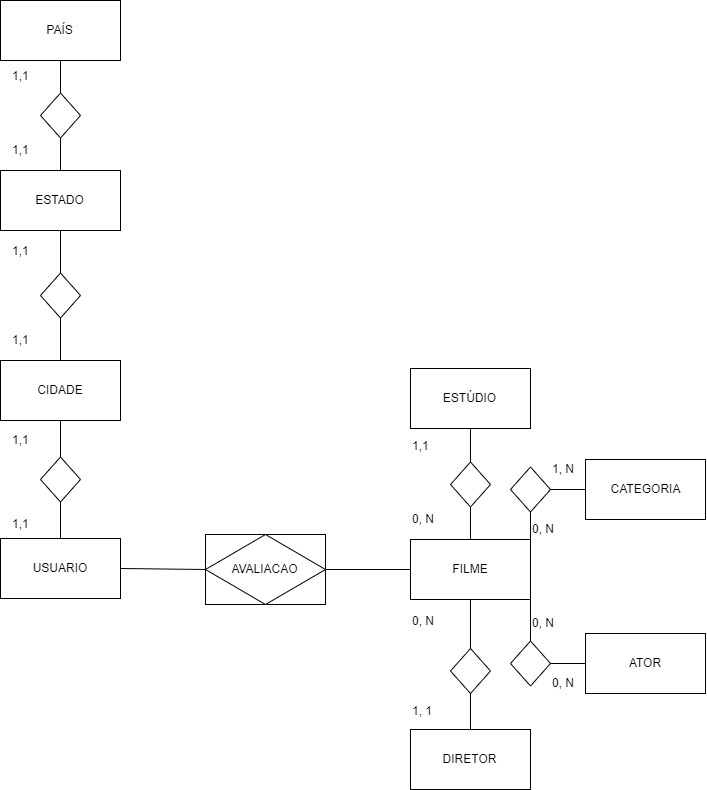 PAÍS
1,1
1,1
ESTADO
1,1
1,1
CIDADE
1,1
1,1
USUARIO
AVALIACAO
ESTÚDIO
1,1
0, N
FILME
1, N
CATEGORIA
0, N
0, N
0, N
ATOR
0, N
1, 1
DIRETOR